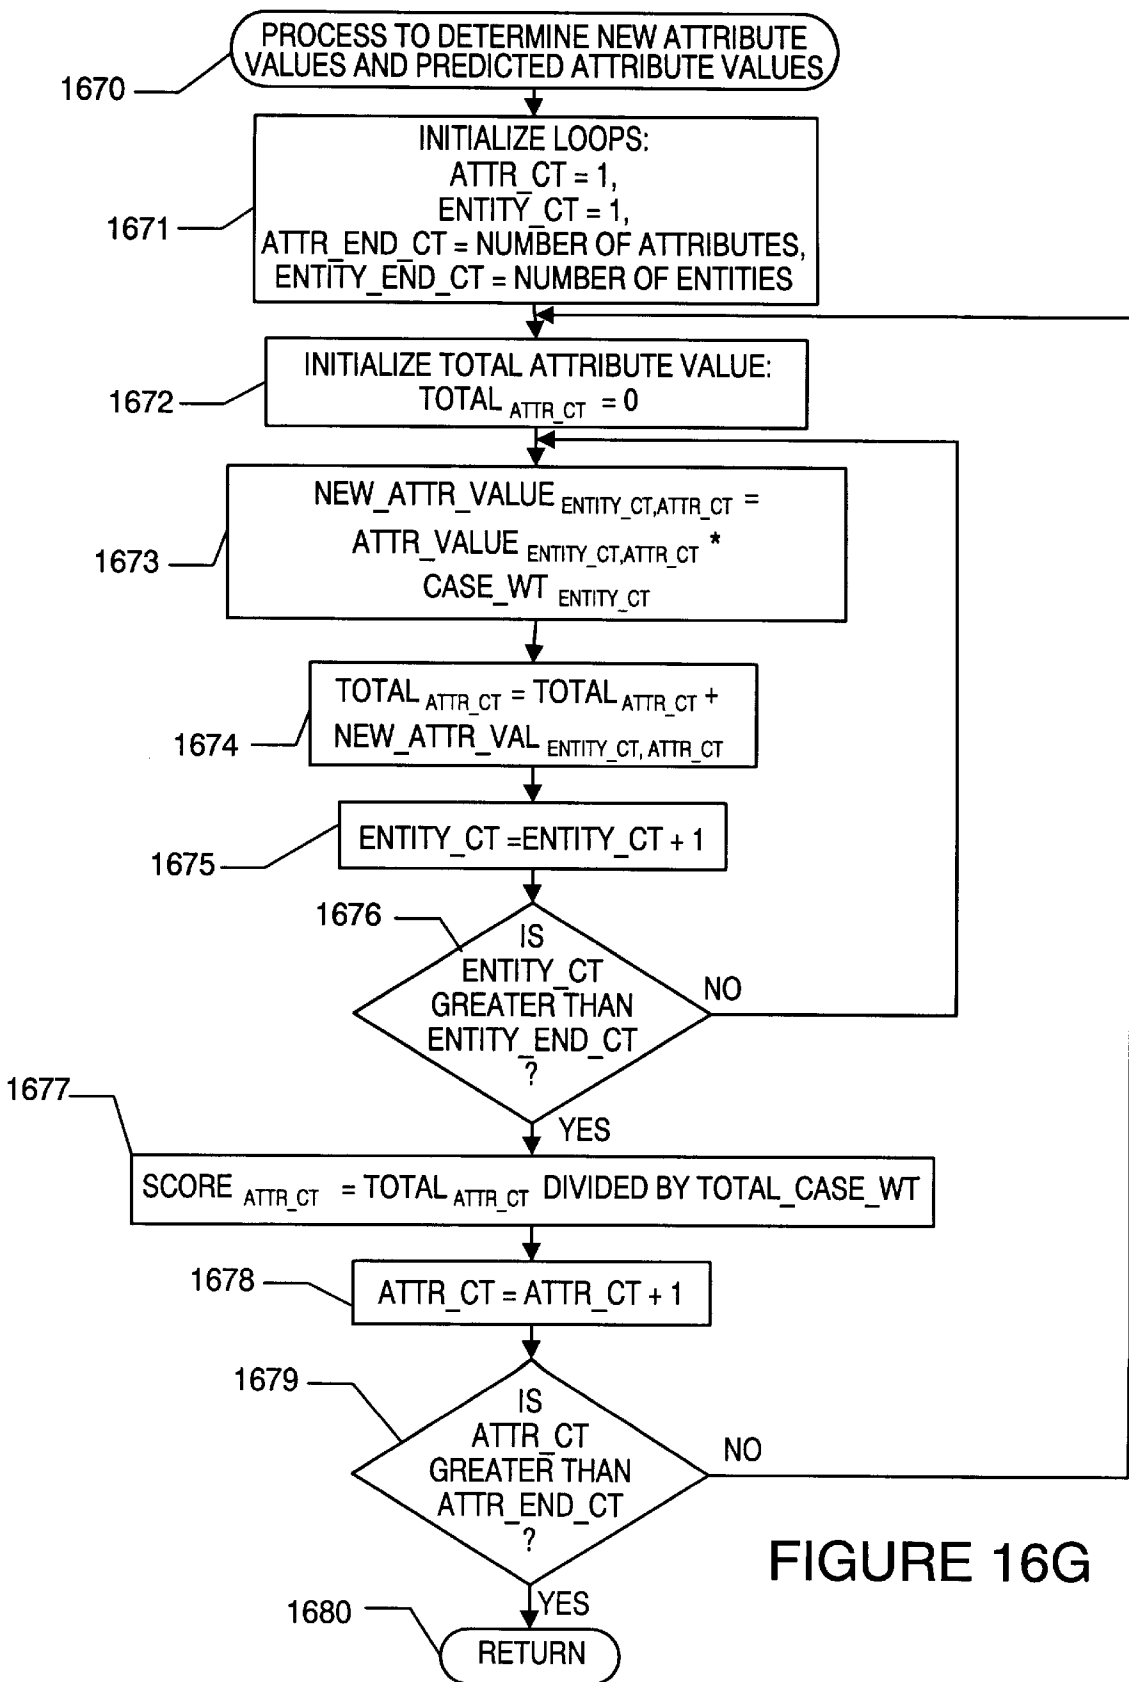 PROCESS TO DETERMINE NEW ATTRIBUTE
VALUES AND PREDICTED ATTRIBUTE VALUES
1670
INITIALIZE LOOPS:
ATTR_CT = 1,
ENTITY_CT = 1,
ATTR_END_CT = NUMBER OF ATTRIBUTES,
ENTITY_END_CT = NUMBER OF ENTITIES
1671
INITIALIZE TOTAL ATTRIBUTE VALUE:
TOTAL ATTR_CT = 0
1672
NEW_ATTR_VALUE ENTITY_CT,ATTR_CT =
ATTR_VALUE ENTITY_CT,ATTR_CT *
CASE_WT ENTITY_CT
1673
TOTAL ATTR_CT = TOTAL ATTR_CT +
NEW_ATTR_VAL ENTITY_CT, ATTR_CT
1674
ENTITY_CT =ENTITY_CT + 1
1675
1676
IS
ENTITY_CT
GREATER THAN
ENTITY_END_CT
?
NO
YES
1677
SCORE ATTR_CT = TOTAL ATTR_CT DIVIDED BY TOTAL_CASE_WT
1678
ATTR_CT = ATTR_CT + 1
1679
IS
ATTR_CT
GREATER THAN
ATTR_END_CT
?
NO
YES
FIGURE 16G
1680
RETURN